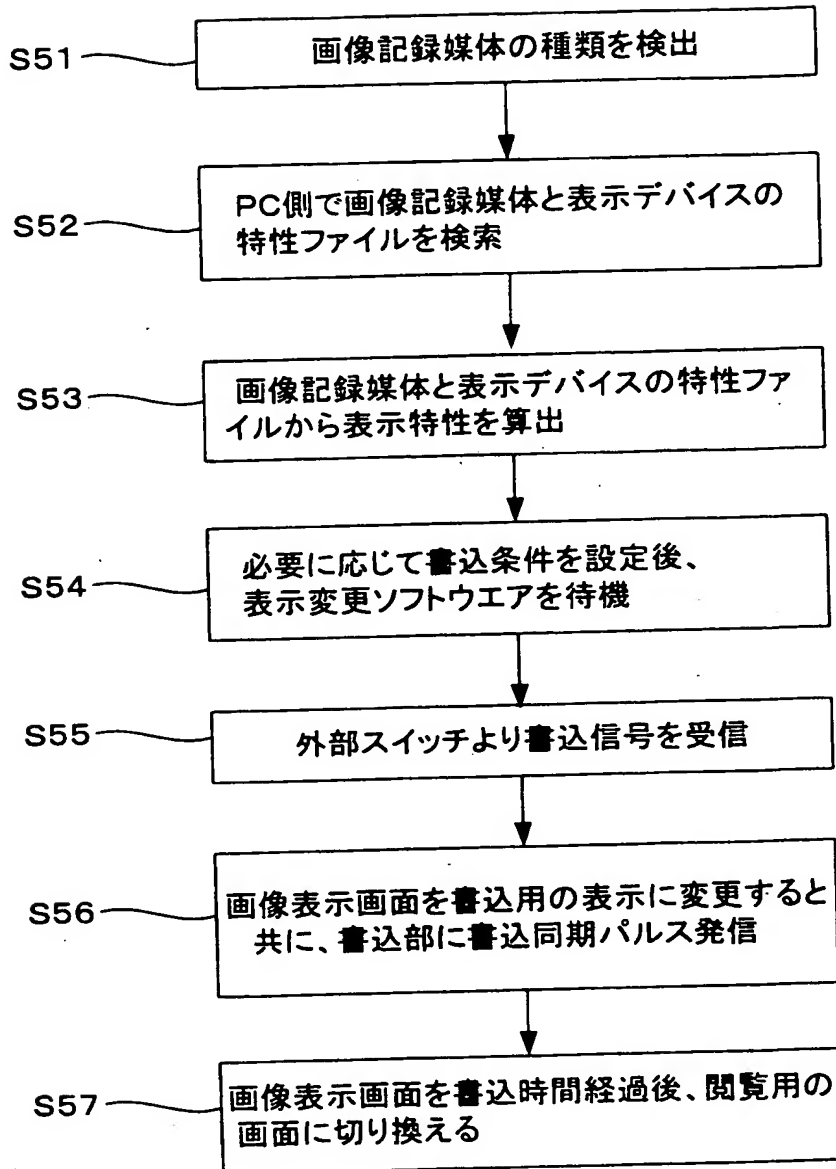 S51
画像記録媒体の種類を検出
S52
PC側で画像記録媒体と表示デバイスの
特性ファイルを検索
S53
画像記録媒体と表示デバイスの特性ファ
イルから表示特性を算出
S54
必要に応じて書込条件を設定後、
表示変更ソフトウエアを待機
S55
外部スイッチより書込信号を受信
S56
画像表示画面を書込用の表示に変更すると
共に、書込部に書込同期パルス発信
S57
画像表示画面を書込時間経過後、閲覧用の
画面に切り換える